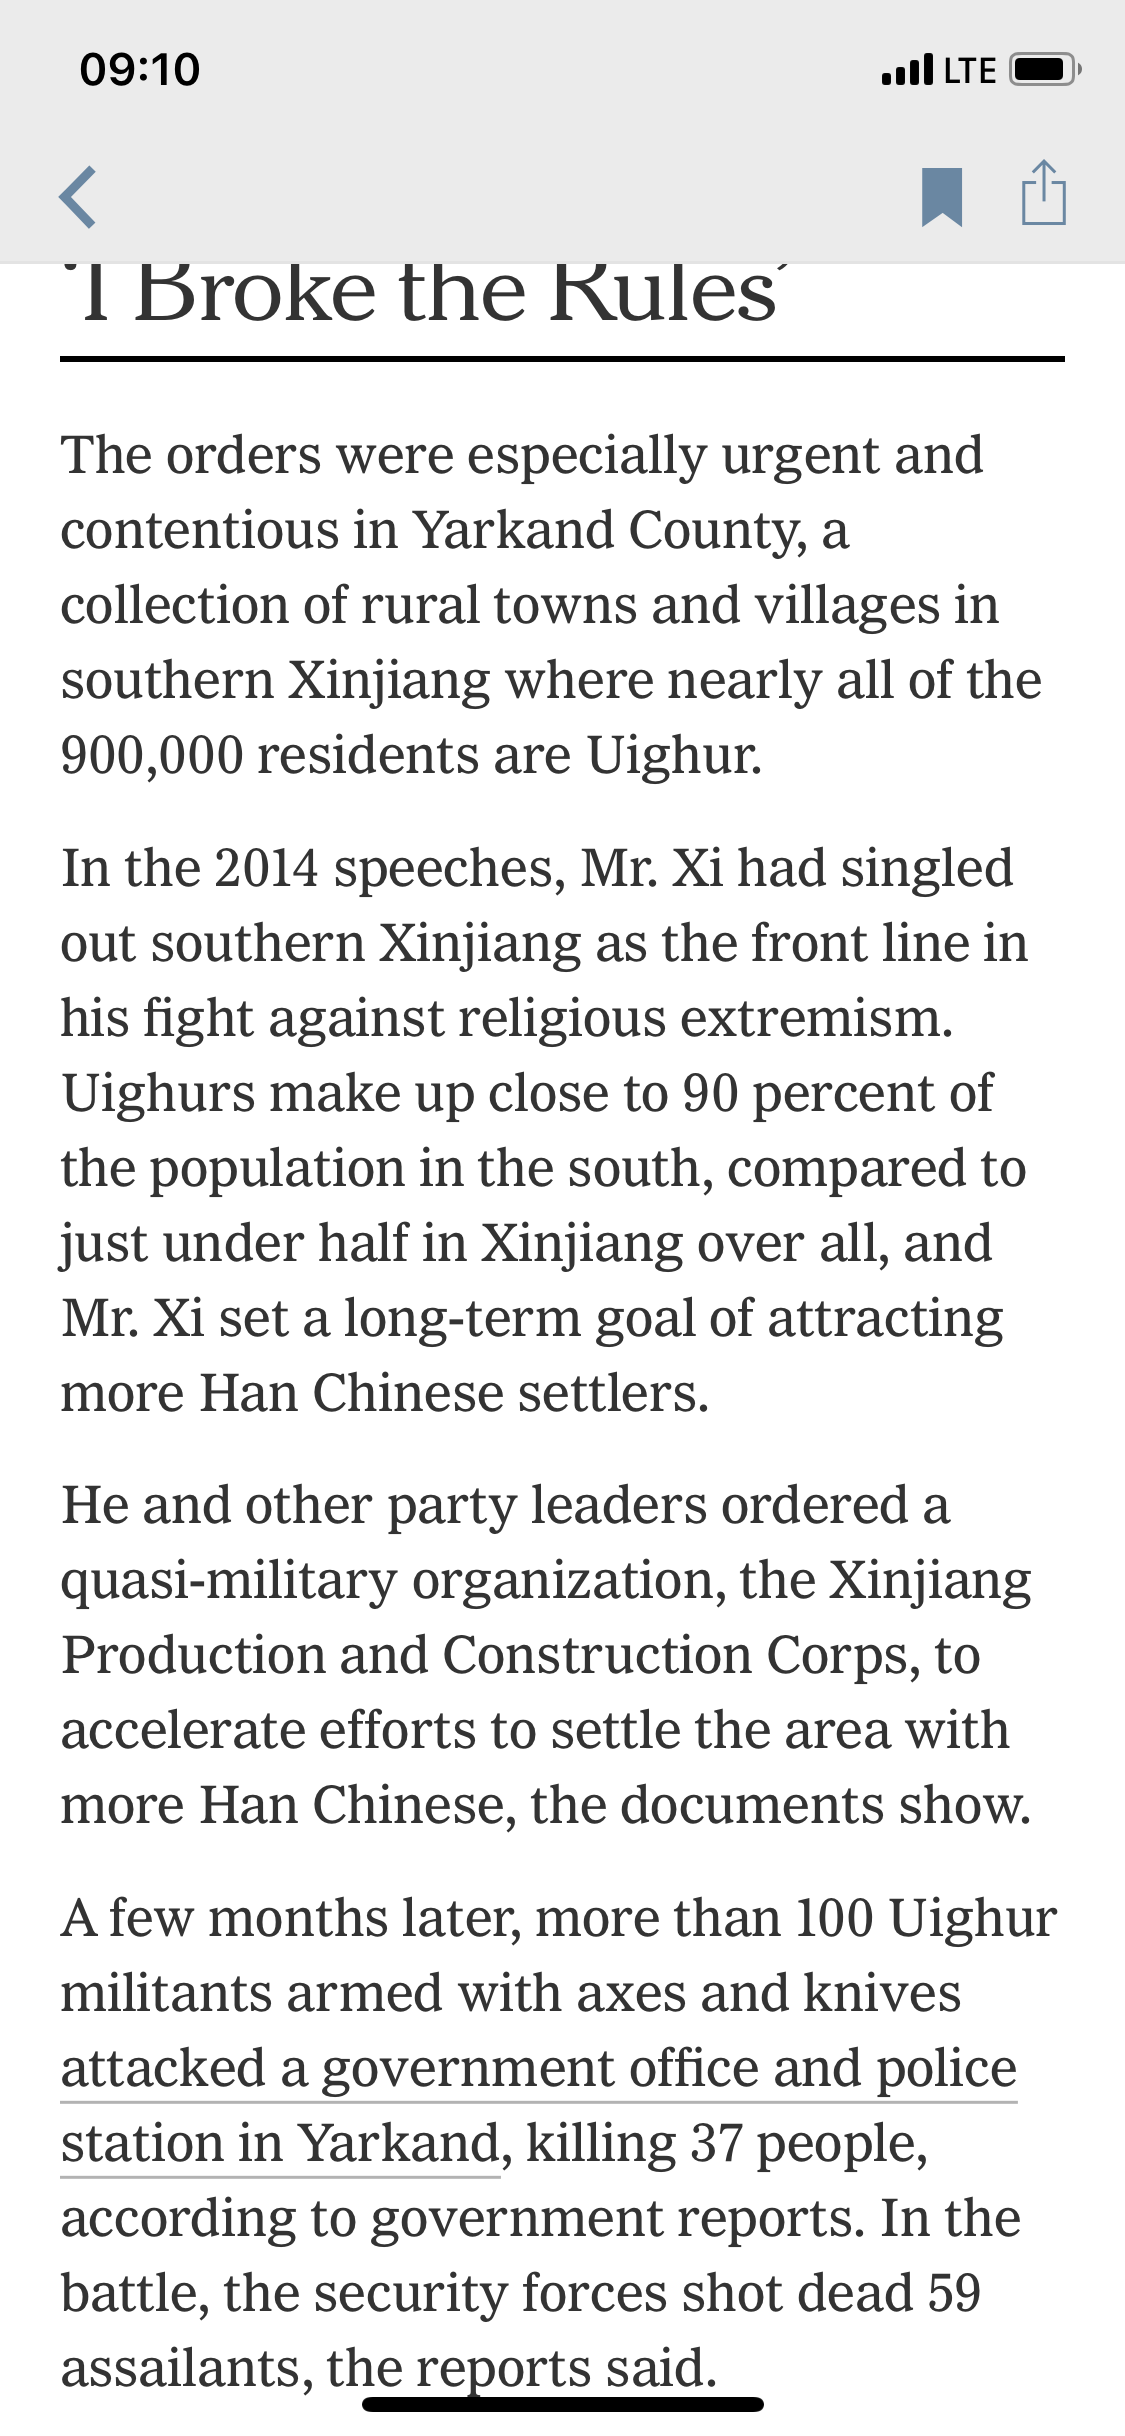 09:10
LTE
‘I Broke the Rules’
The orders were especially urgent and
contentious in Yarkand County, a
collection of rural towns and villages in
southern Xinjiang where nearly all of the
900,000 residents are Uighur.
In the 2014 speeches, Mr. Xi had singled
out southern Xinjiang as the front line in
his fight against religious extremism.
Uighurs make up close to 90 percent of
the population in the south, compared to
just under half in Xinjiang over all, and
Mr. Xi set a long-term goal of attracting
more Han Chinese settlers.
He and other party leaders ordered a
quasi-military organization, the Xinjiang
Production and Construction Corps, to
accelerate efforts to settle the area with
more Han Chinese, the documents show.
A few months later, more than 100 Uighur
militants armed with axes and knives
attacked a government office and police
station in Yarkand, killing 37 people,
according to government reports. In the
battle, the security forces shot dead 59
assailants, the reports said.